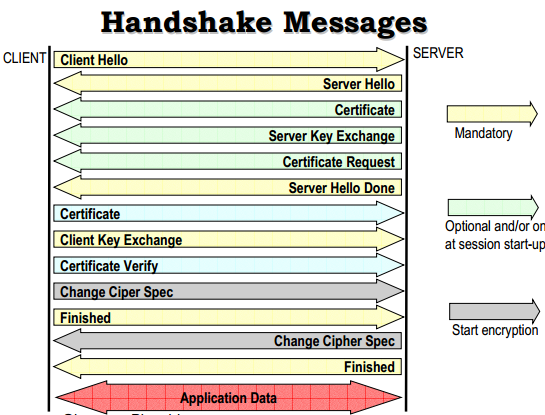 Handshake Messages
CLIENT
SERVER
Client Hello
Server Hello
Certificate
Server Key Exchange
Certificate Request
Server Hello Done
Certificate
Client Key Exchange
Certificate Verify
Change Ciper Spec
Finished
Change Cipher Spec
Finished
Application Data
Mandatory
Optional and/or on
at session start-up
Start encryption